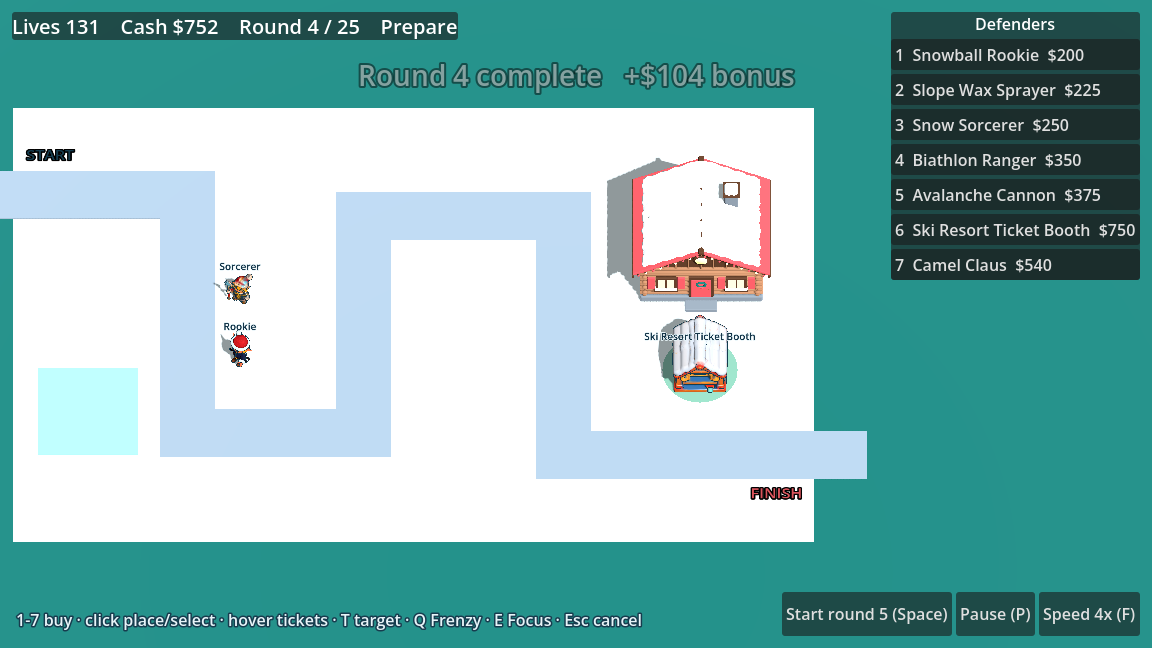 Lives 131 Cash $752 Round 4 / 25 Prepare
Round 4 complete +$104 bonus
Defenders
1 Snowball Rookie $200
2 Slope Wax Sprayer $225
3 Snow Sorcerer $250
4 Biathlon Ranger $350
5 Avalanche Cannon $375
6 Ski Resort Ticket Booth $750
7 Camel Claus $540
START
Sorcerer
Rookie
Ski Resort Ticket Booth
FINISH
1-7 buy · click place/select · hover tickets · T target · Q Frenzy · E Focus · Esc cancel
Start round 5 (Space)
Pause (P)
Speed 4x (F)